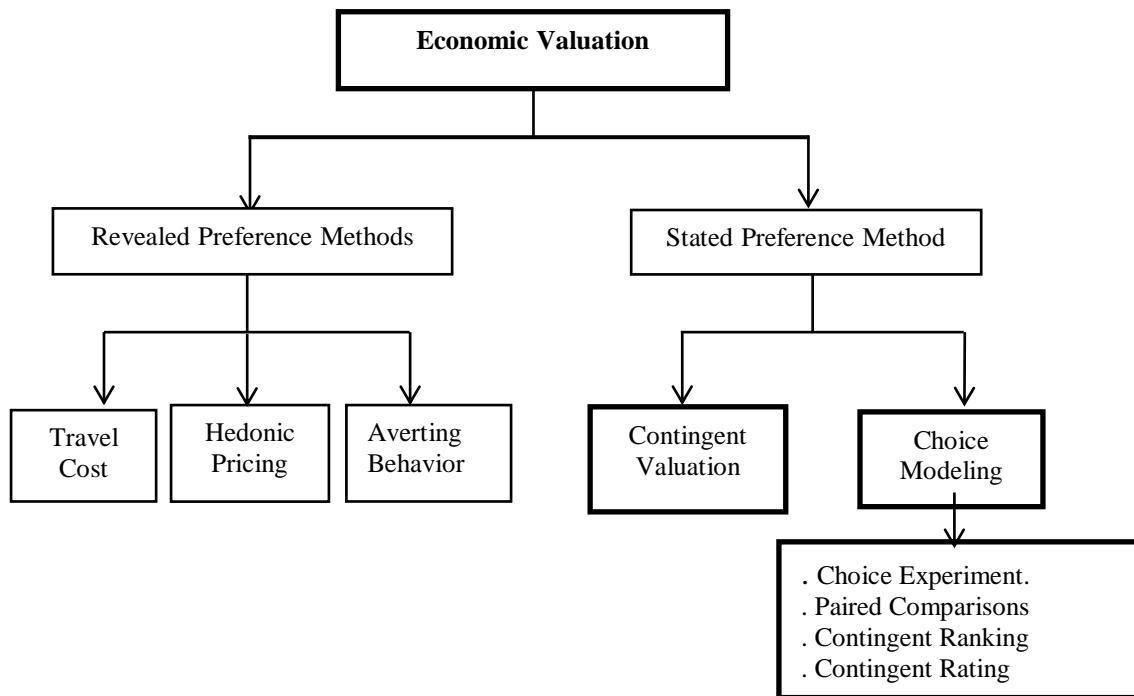 Economic Valuation
Revealed Preference Methods
Stated Preference Method
Travel
Cost
Hedonic
Pricing
Averting
Behavior
Contingent
Valuation
Choice
Modeling
. Choice Experiment.
. Paired Comparisons
. Contingent Ranking
. Contingent Rating